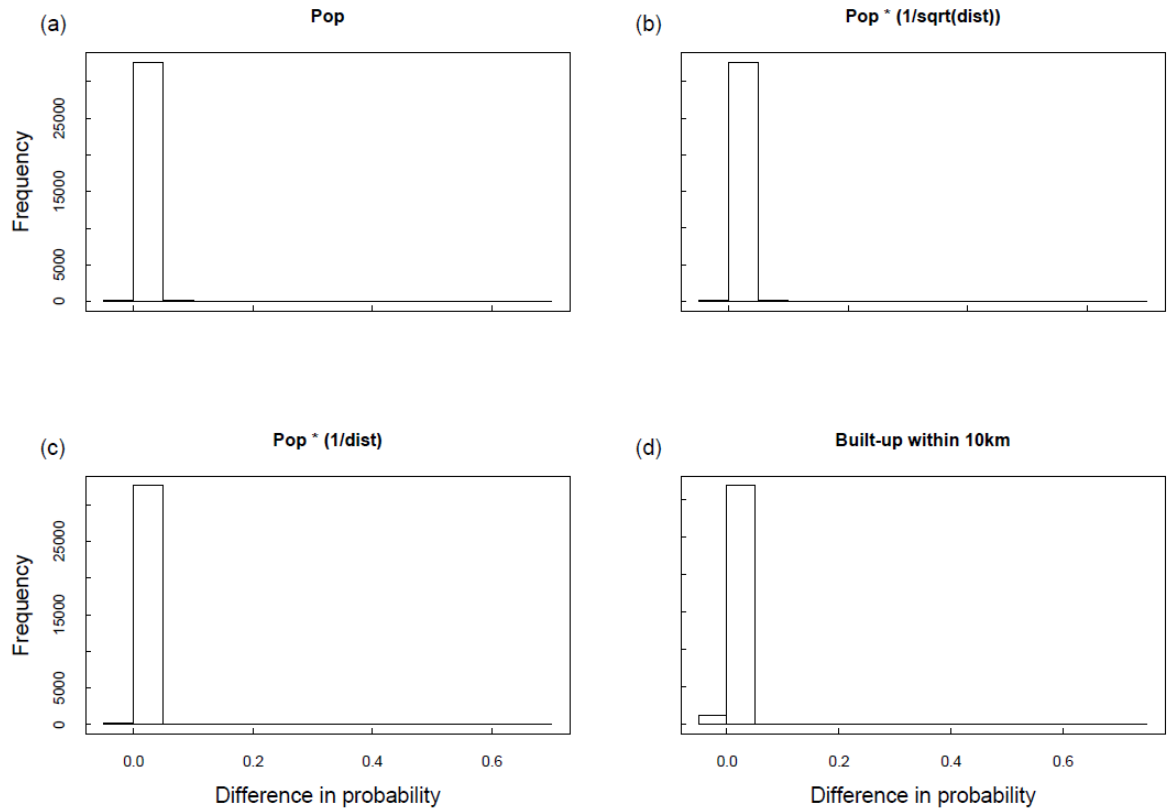 (a)
Pop
(b)
Pop * (1/sqrt(dist))
Frequency
0
5000
15000
25000
(c)
Pop * (1/dist)
(d)
Built-up within 10km
Frequency
0
5000
15000
25000
0.0 0.2 0.4 0.6
0.0 0.2 0.4 0.6
Difference in probability
Difference in probability